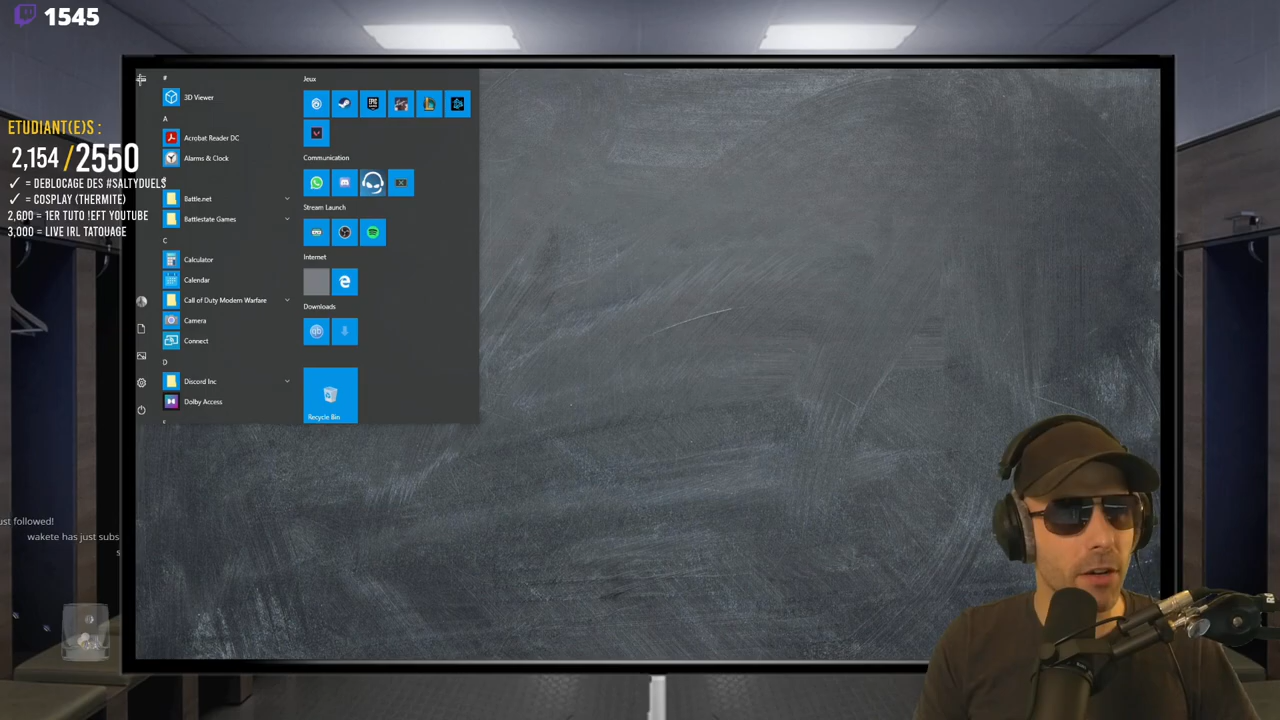 1545
ETUDIANT(E)S :
2,154 /2550
✓ = DEBLOCAGE DES #SALTYDUELS
✓ = COSPLAY (THERMITE)
2,600 = 1ER TUTO !EFT YOUTUBE
3,000 = LIVE IRL TATOUAGE
ust followed!
wakete has just subs
s
#
3D Viewer
A
Acrobat Reader DC
Alarms & Clock
Battle.net
Battlestate Games
C
Calculator
Calendar
Call of Duty Modern Warfare
Camera
Connect
D
Discord Inc
Dolby Access
Jeux
EPIC
Communication
Stream Launch
Internet
Downloads
qb
Recycle Bin